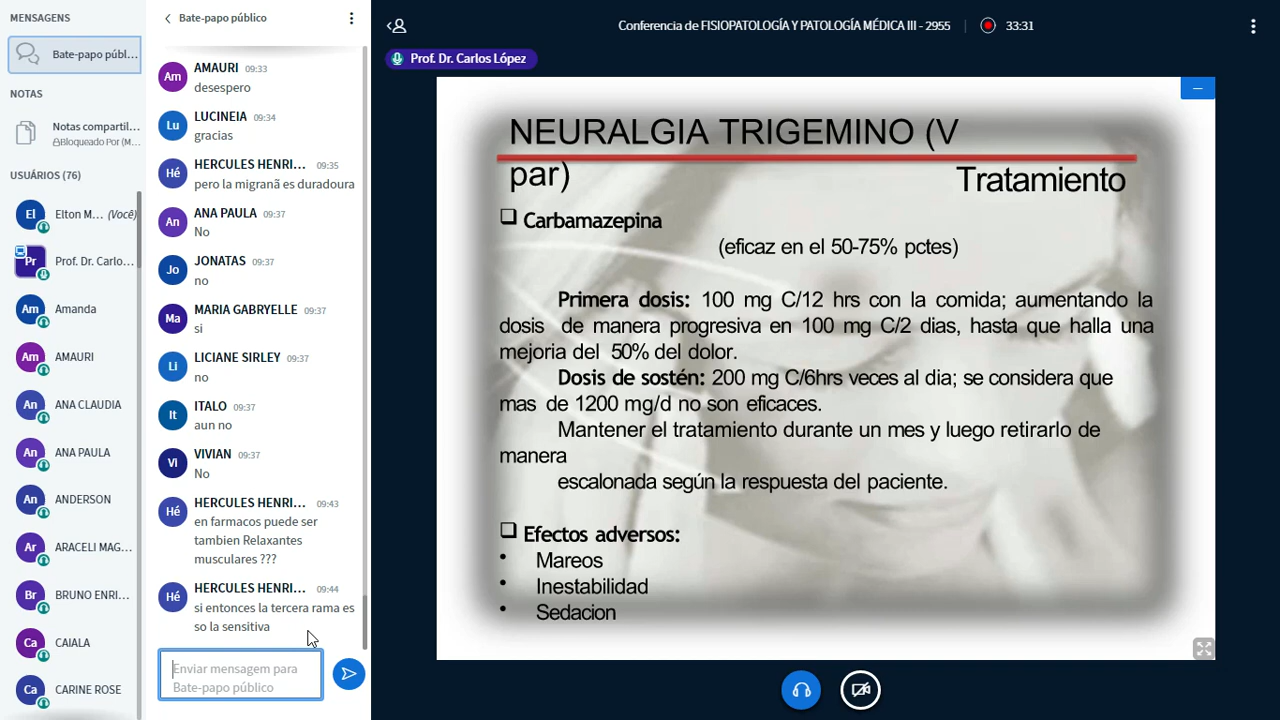 MENSAGENS
Bate-papo públ...
NOTAS
Notas compartil...
Bloqueado Por (M...
USUÁRIOS (76)
El
Elton M... (Você)
Pr
Prof. Dr. Carlo...
Am
Amanda
Am
AMAURI
An
ANA CLAUDIA
An
ANA PAULA
An
ANDERSON
Ar
ARACELI MAG...
Br
BRUNO ENRI...
Ca
CAIALA
Ca
CARINE ROSE
Bate-papo público
Am
AMAURI 09:33
desespero
Lu
LUCINEIA 09:34
gracias
Hé
HERCULES HENRI... 09:35
pero la migranã es duradoura
An
ANA PAULA 09:37
No
Jo
JONATAS 09:37
no
Ma
MARIA GABRYELLE 09:37
si
Li
LICIANE SIRLEY 09:37
no
It
ITALO 09:37
aun no
Vi
VIVIAN 09:37
No
Hé
HERCULES HENRI... 09:43
en farmacos puede ser
tambien Relaxantes
musculares ???
Hé
HERCULES HENRI... 09:44
si entonces la tercera rama es
so la sensitiva
Enviar mensagem para
Bate-papo público
Conferencia de FISIOPATOLOGÍA Y PATOLOGÍA MÉDICA III - 2955
33:31
Prof. Dr. Carlos López
NEURALGIA TRIGEMINO (V
par)
Tratamiento
Carbamazepina
(eficaz en el 50-75% pctes)
Primera dosis: 100 mg C/12 hrs con la comida; aumentando la
dosis de manera progresiva en 100 mg C/2 dias, hasta que halla una
mejoria del 50% del dolor.
Dosis de sostén: 200 mg C/6hrs veces al dia; se considera que
mas de 1200 mg/d no son eficaces.
Mantener el tratamiento durante un mes y luego retirarlo de
manera
escalonada según la respuesta del paciente.
Efectos adversos:
• Mareos
• Inestabilidad
• Sedacion